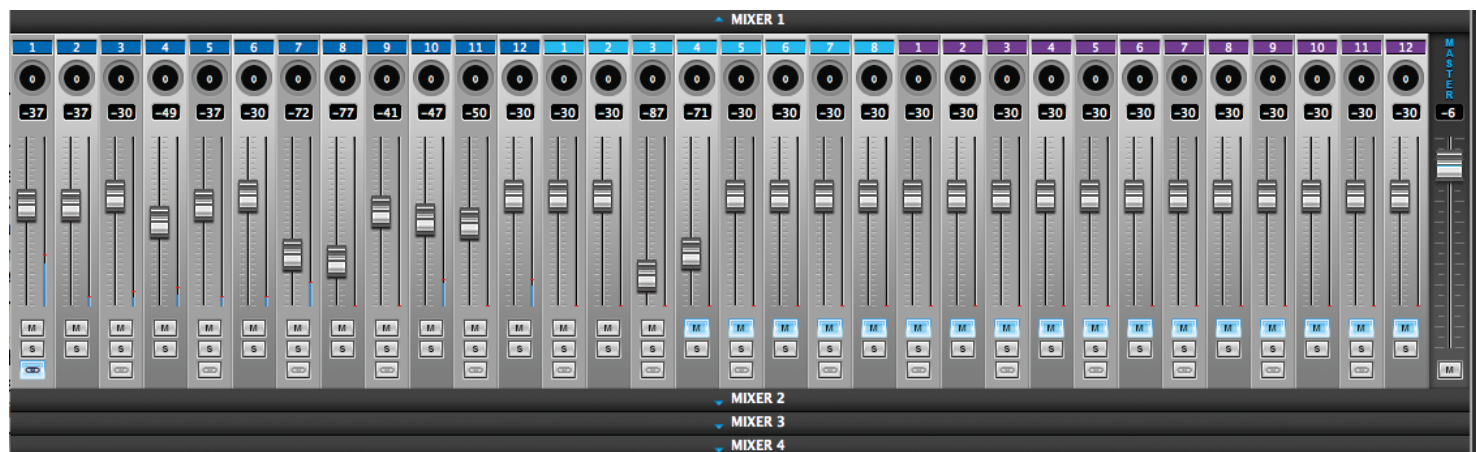 MIXER 1
1 2 3 4 5 6 7 8 9 10 11 12 1 2 3 4 5 6 7 8 1 2 3 4 5 6 7 8 9 10 11 12 MASTER
0 0 0 0 0 0 0 0 0 0 0 0 0 0 0 0 0 0 0 0 0 0 0 0 0 0 0 0 0 0 0 0
-37 -37 -30 -49 -37 -30 -72 -77 -41 -47 -50 -30 -30 -30 -87 -71 -30 -30 -30 -30 -30 -30 -30 -30 -30 -30 -30 -30 -30 -30 -30 -30 -6
M M M M M M M M M M M M M M M M M M M M M M M M M M M M M M M M
S S S S S S S S S S S S S S S S S S S S S S S S S S S S S S S S
M
MIXER 2
MIXER 3
MIXER 4